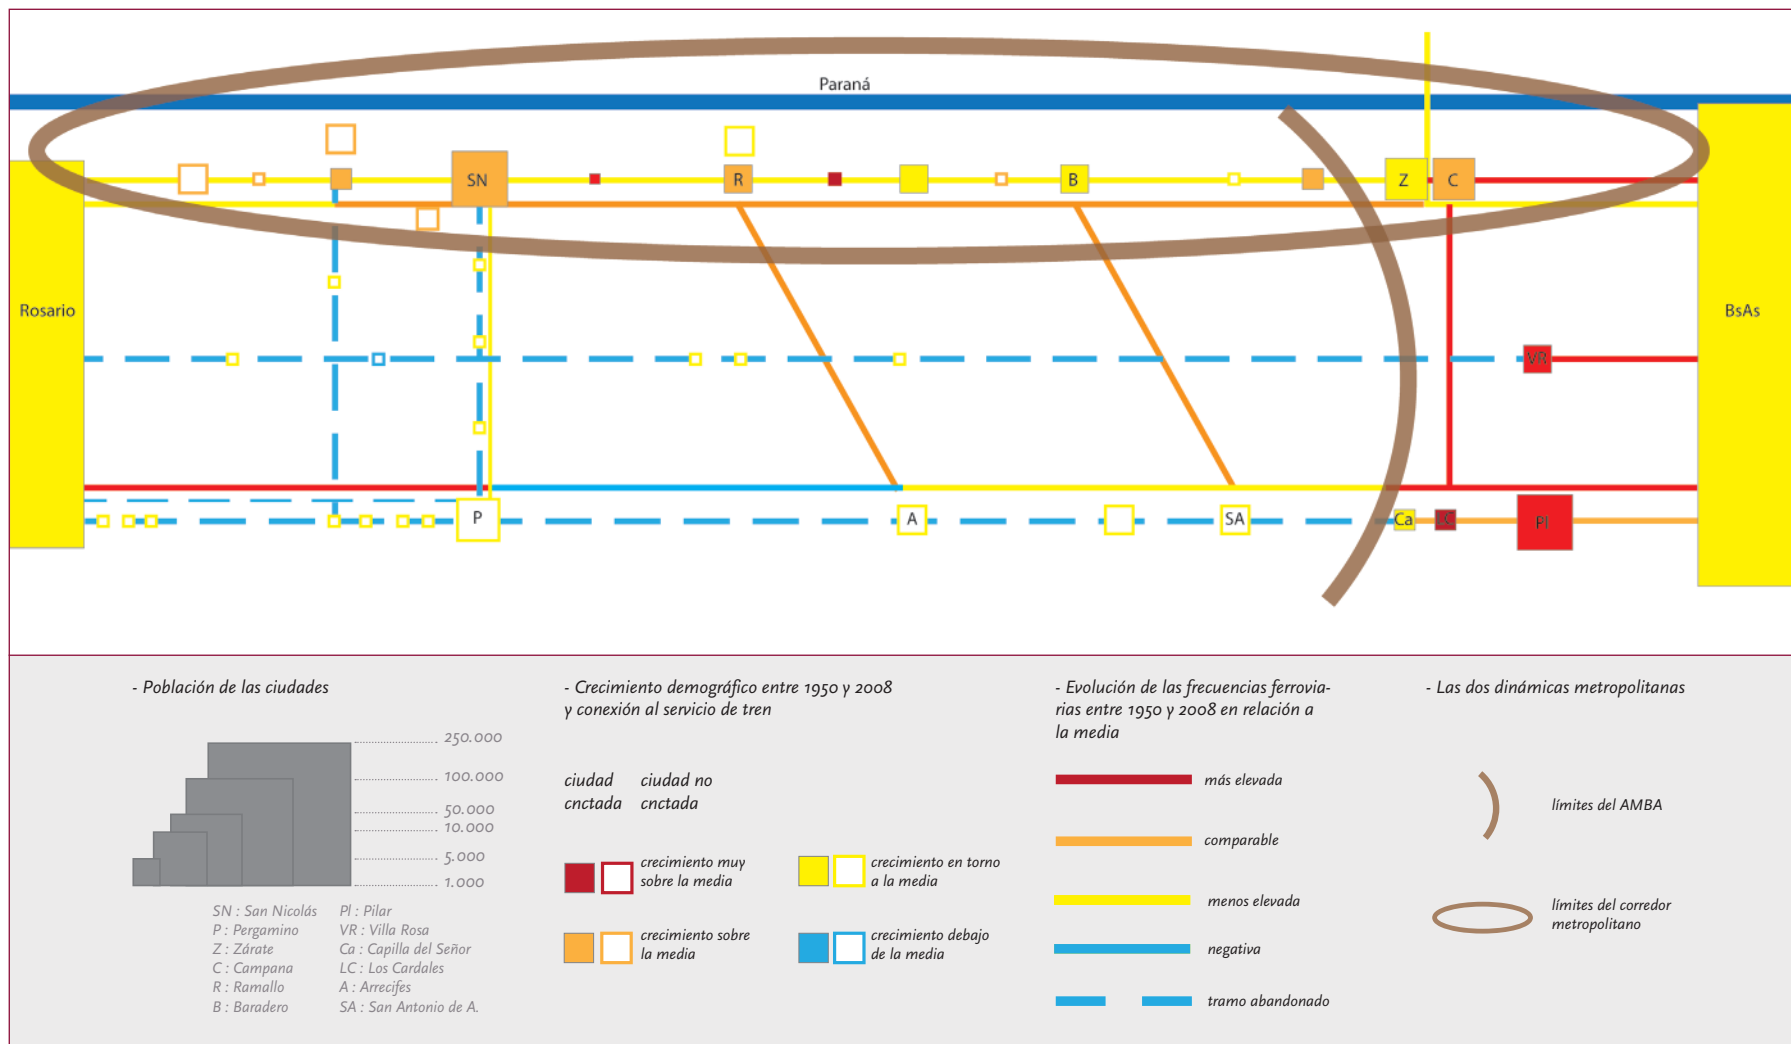 Paraná
SN
R
B
Z
C
Rosario
BsAs
VR
P
A
SA
Ca
LC
Pl
- Población de las ciudades
250.000
100.000
50.000
10.000
5.000
1.000
SN : San Nicolás
P : Pergamino
Z : Zárate
C : Campana
R : Ramallo
B : Baradero
Pl : Pilar
VR : Villa Rosa
Ca : Capilla del Señor
LC : Los Cardales
A : Arrecifes
SA : San Antonio de A.
- Crecimiento demográfico entre 1950 y 2008
y conexión al servicio de tren
ciudad
cnctada
ciudad no
cnctada
crecimiento muy
sobre la media
crecimiento sobre
la media
crecimiento en torno
a la media
crecimiento debajo
de la media
- Evolución de las frecuencias ferrovia-
rias entre 1950 y 2008 en relación a
la media
más elevada
comparable
menos elevada
negativa
tramo abandonado
- Las dos dinámicas metropolitanas
límites del AMBA
límites del corredor
metropolitano